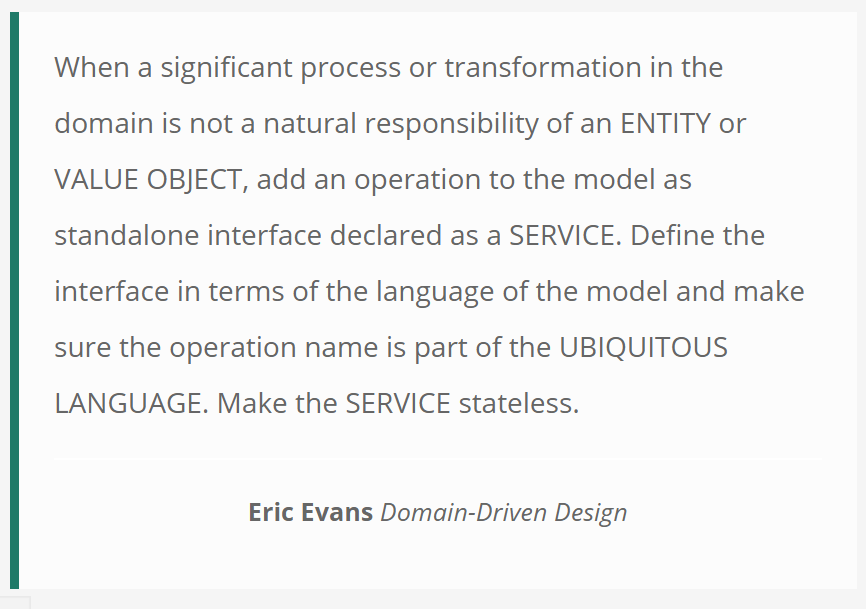 When a significant process or transformation in the
domain is not a natural responsibility of an ENTITY or
VALUE OBJECT, add an operation to the model as
standalone interface declared as a SERVICE. Define the
interface in terms of the language of the model and make
sure the operation name is part of the UBIQUITOUS
LANGUAGE. Make the SERVICE stateless.
Eric Evans Domain-Driven Design